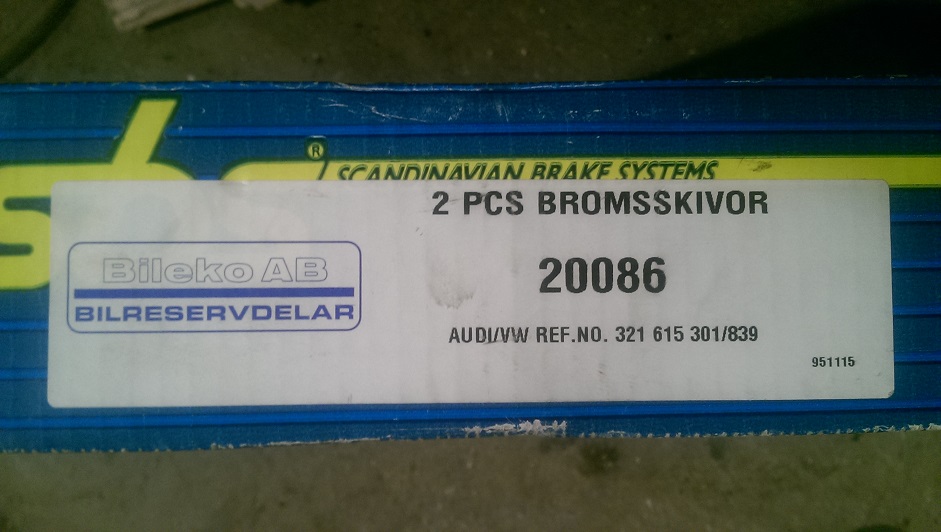 sbs®
SCANDINAVIAN BRAKE SYSTEMS
2 PCS BROMSSKIVOR
Bileko AB
BILRESERVDELAR
20086
AUDI/VW REF.NO. 321 615 301/839
951115